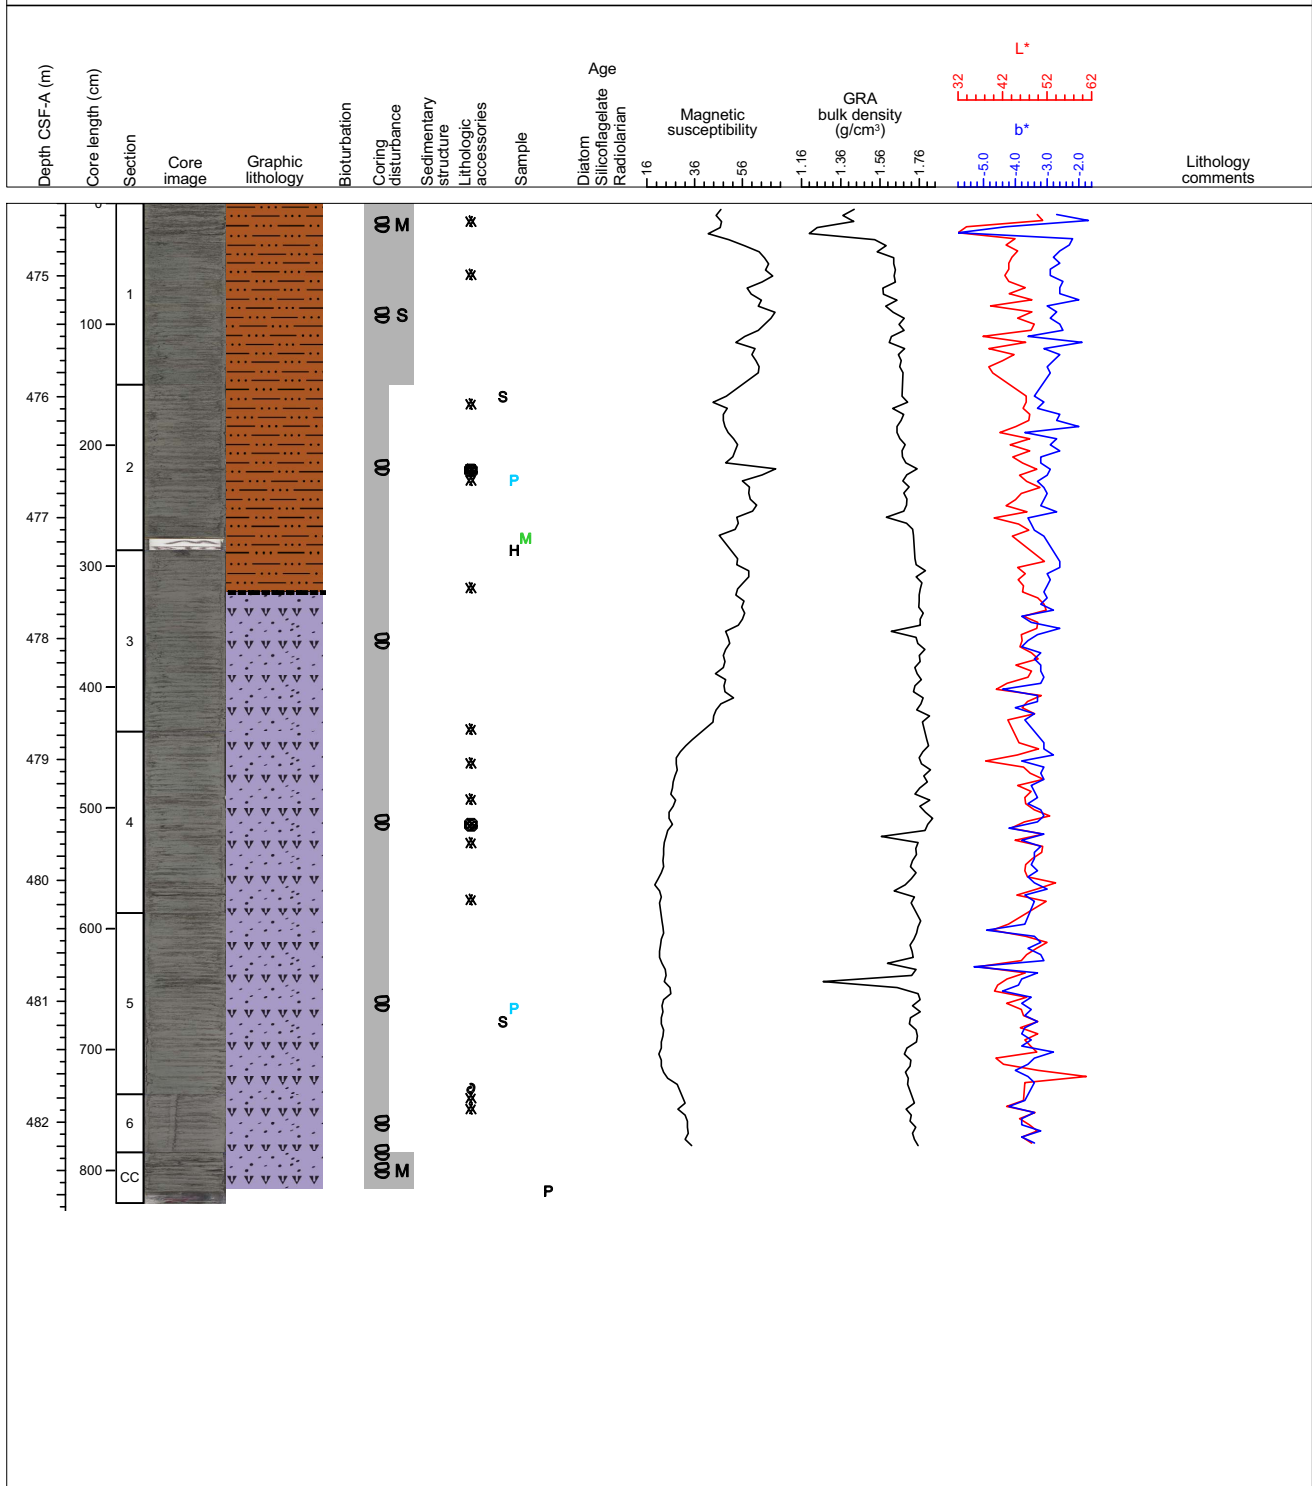 Depth CSF-A (m)
Core length (cm)
Section
Core
image
Graphic
lithology
Bioturbation
Coring
disturbance
Sedimentary
structure
Lithologic
accessories
Sample
Age
Diatom
Silicoflagelate
Radiolarian
Magnetic
susceptibility
16 36 56
GRA
bulk density
(g/cm³)
1.16 1.36 1.56 1.76
L*
32 42 52 62
b*
-5.0 -4.0 -3.0 -2.0
Lithology
comments
0
M
475
1
100
S
476
S
200
2
P
477
M
H
300
478
3
400
479
500
4
480
600
481
5
P
S
700
482
6
800
CC
M
P